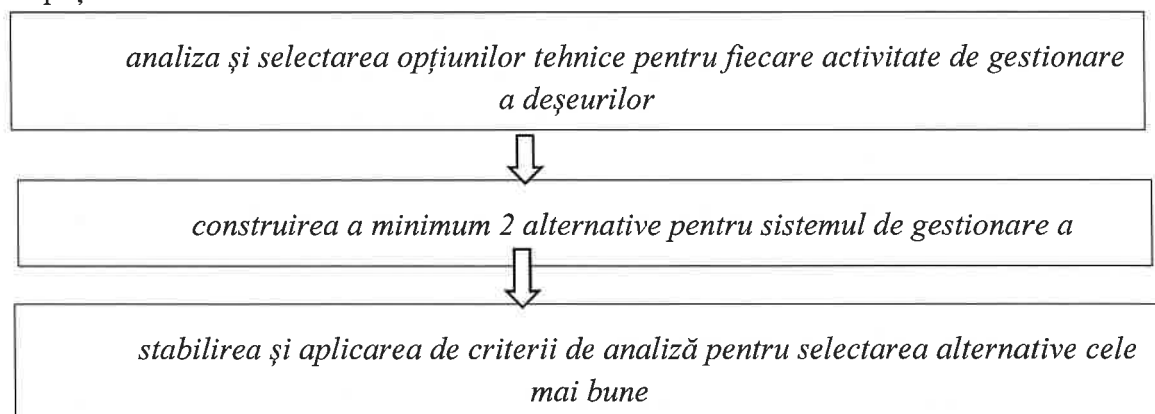 analiza și selectarea opțiunilor tehnice pentru fiecare activitate de gestionare
a deșeurilor
construirea a minimum 2 alternative pentru sistemul de gestionare a
stabilirea și aplicarea de criterii de analiză pentru selectarea alternative cele
mai bune